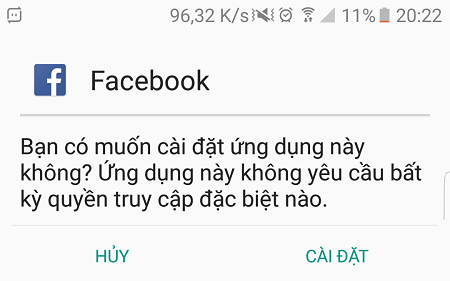 96,32 K/s 11% 20:22
Facebook
Bạn có muốn cài đặt ứng dụng này
không? Ứng dụng này không yêu cầu bất
kỳ quyền truy cập đặc biệt nào.
HỦY CÀI ĐẶT